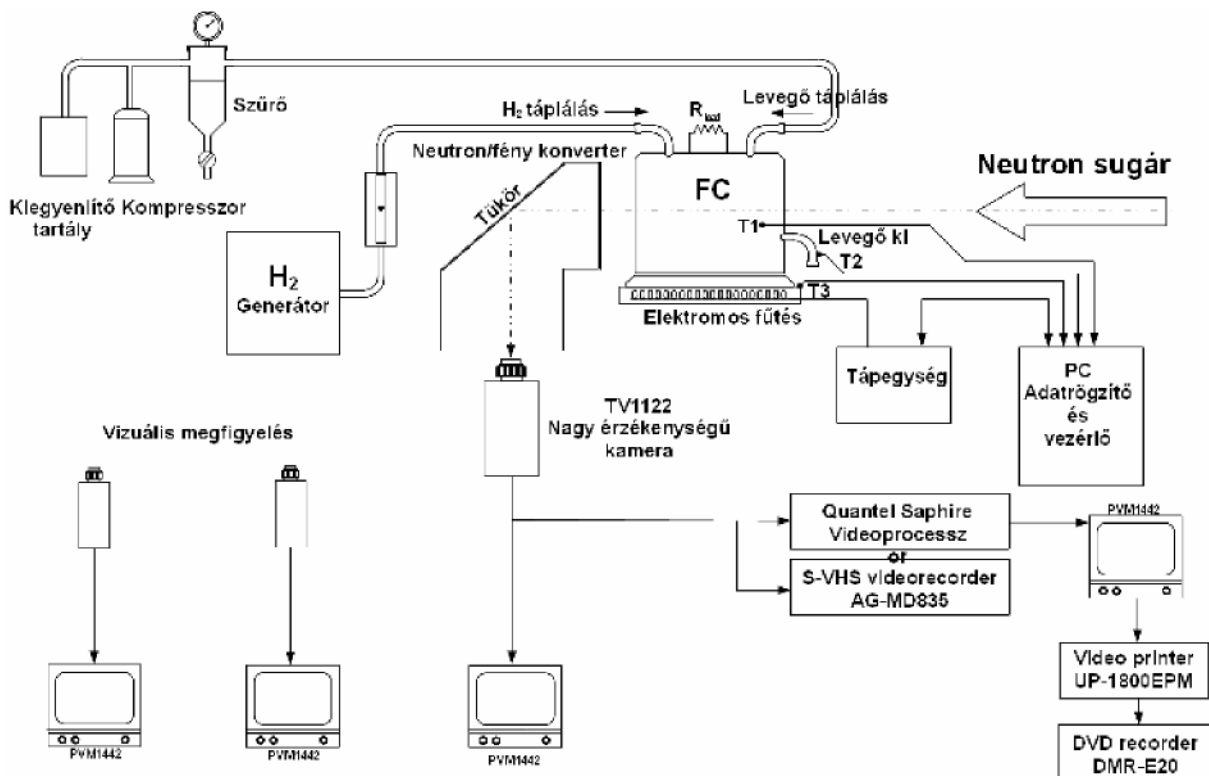 Szűrő
H₂ táplálás
R load
Levegő táplálás
Neutron/fény konverter
Tükör
FC
Neutron sugár
KIegyenlítő Kompresszor
tartály
T1
Levegő kI
T2
H₂
Generátor
T3
Elektromos fűtés
Tápegység
PC
Adatrögzítő
és
vezérlő
TV1122
Nagy érzékenységű
kamera
Vizuális megfigyelés
Quantel Saphire
Videoprocessz
or
S-VHS videorecorder
AG-MD835
PVM1442
Video printer
UP-1800EPM
DVD recorder
DMR-E20
PVM1442
PVM1442
PVM1442